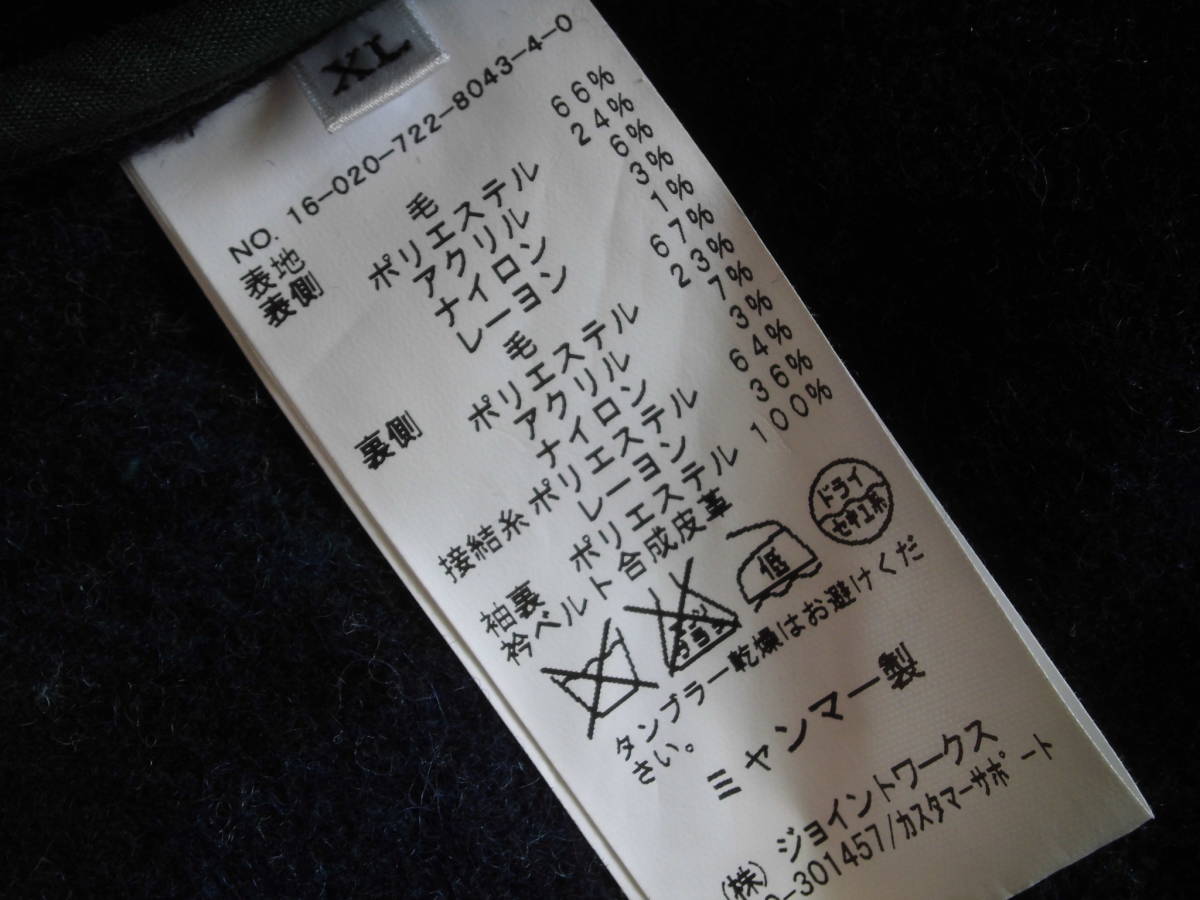 XL
NO. 16-020-722-8043-4-0
表地
表側 毛 66%
ポリエステル 24%
アクリル 6%
ナイロン 3%
レーヨン 1%
裏側 毛 67%
ポリエステル 23%
アクリル 7%
ナイロン 3%
接結糸 ポリエステル 64%
レーヨン 36%
袖裏 ポリエステル 100%
衿ベルト 合成皮革
エンソサラシ
低
ドライ
セキユ系
タンブラー乾燥はお避けくだ
さい。
ミャンマー製
(株) ジョイントワークス
0-301457/カスタマーサポート